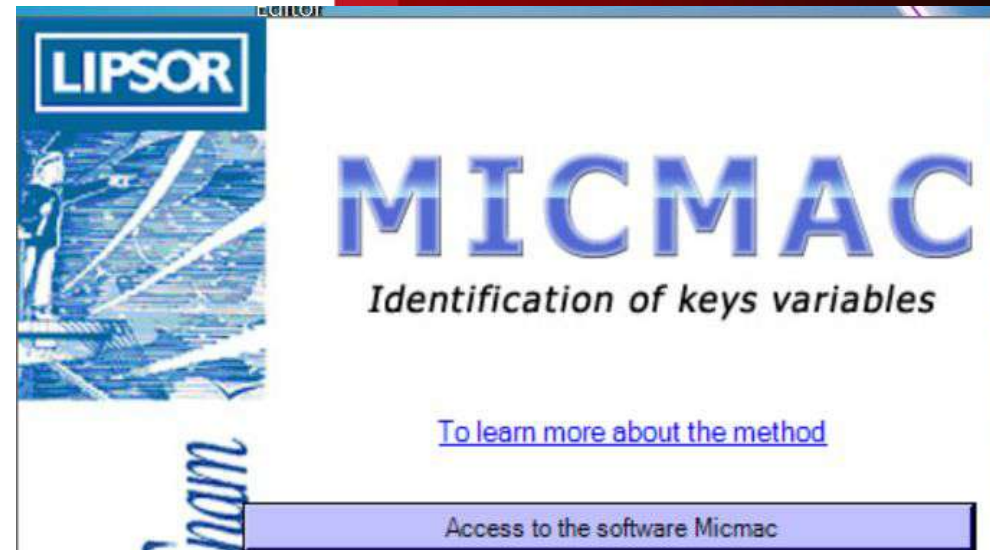 Editor
LIPSOR
MICMAC
Identification of keys variables
To learn more about the method
Access to the software Micmac